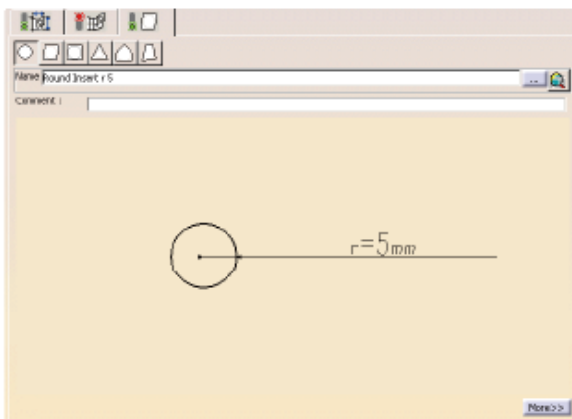 Name Round Insert r 5
...
Comment :
r=5mm
More>>